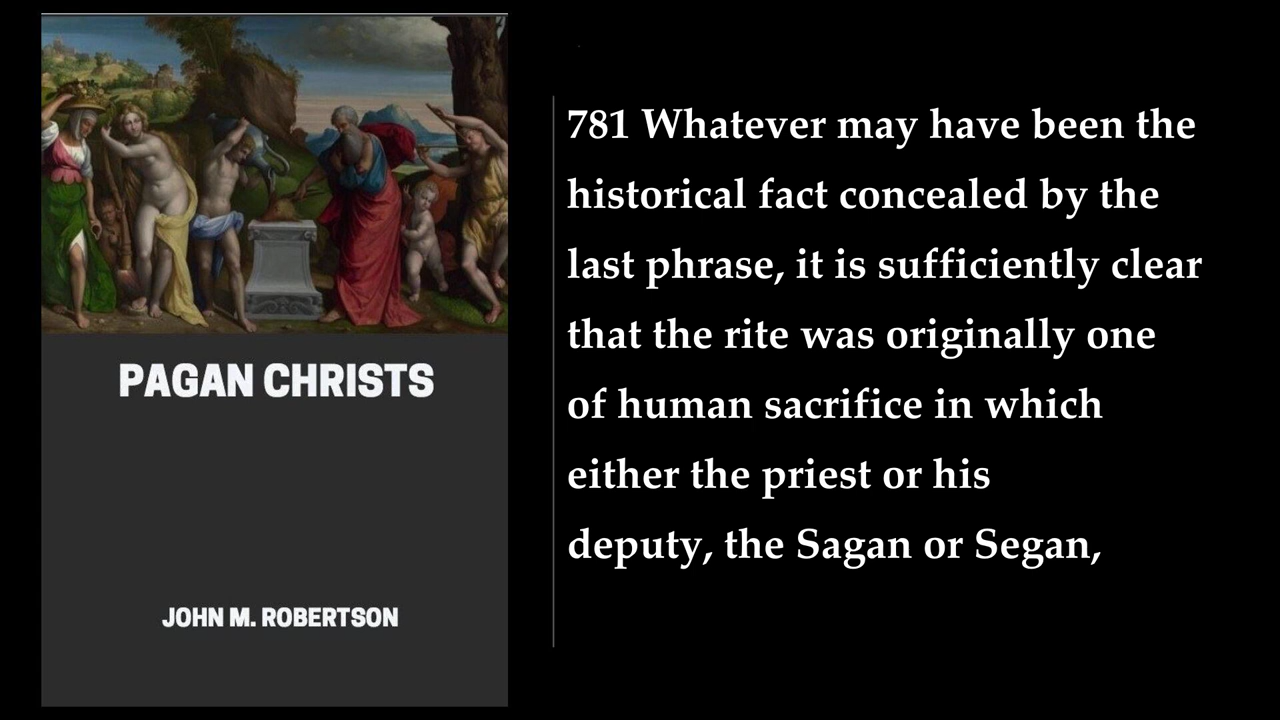 PAGAN CHRISTS
JOHN M. ROBERTSON
781 Whatever may have been the
historical fact concealed by the
last phrase, it is sufficiently clear
that the rite was originally one
of human sacrifice in which
either the priest or his
deputy, the Sagan or Segan,